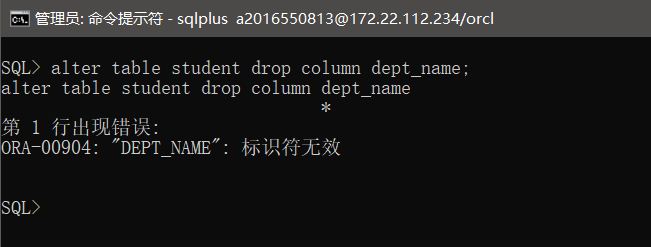 管理员: 命令提示符 - sqlplus  a2016550813@172.22.112.234/orcl
SQL> alter table student drop column dept_name;
alter table student drop column dept_name
*
第 1 行出现错误:
ORA-00904: "DEPT_NAME": 标识符无效
SQL>